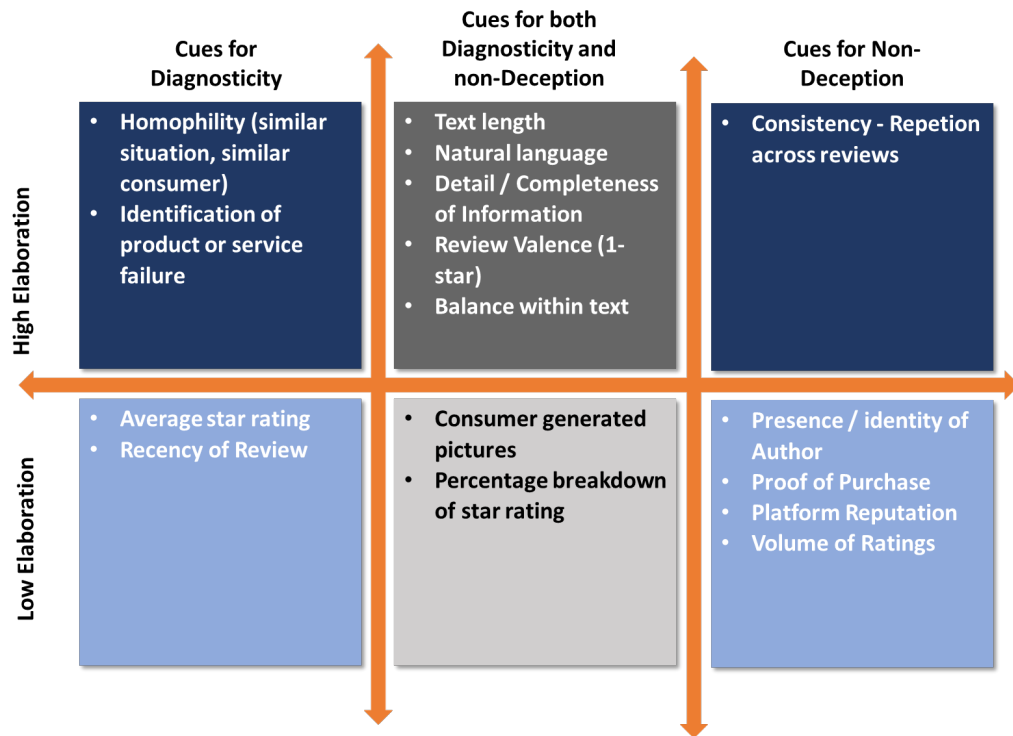 Cues for
Diagnosticity
Cues for both
Diagnosticity and
non-Deception
Cues for Non-
Deception
High Elaboration
• Homophility (similar
situation, similar
consumer)
• Identification of
product or service
failure
• Text length
• Natural language
• Detail / Completeness
of Information
• Review Valence (1-
star)
• Balance within text
• Consistency - Repetion
across reviews
Low Elaboration
• Average star rating
• Recency of Review
• Consumer generated
pictures
• Percentage breakdown
of star rating
• Presence / identity of
Author
• Proof of Purchase
• Platform Reputation
• Volume of Ratings